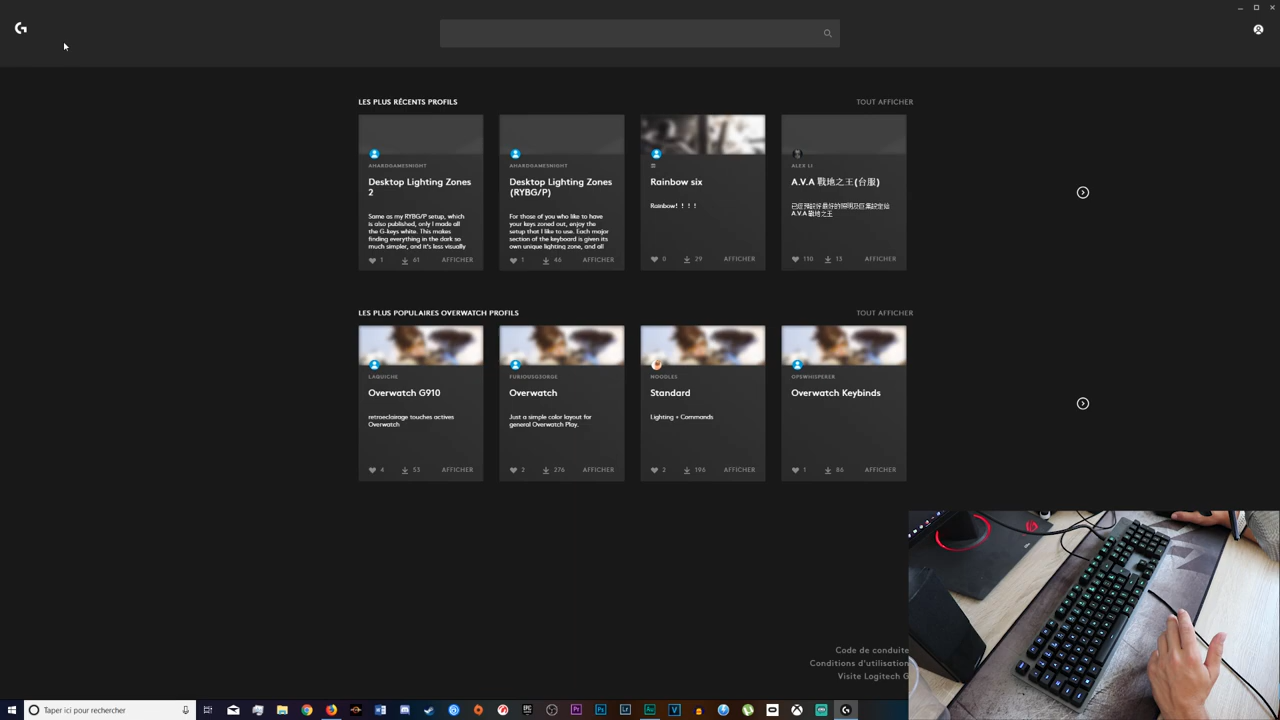 LES PLUS RÉCENTS PROFILS
TOUT AFFICHER
AHARDGAMESNIGHT
Desktop Lighting Zones
2
Same as my RYBG/P setup, which
is also published, only I made all
the G-keys white. This makes
finding everything in the dark so
much simpler, and it's less visually
1 61 AFFICHER
AHARDGAMESNIGHT
Desktop Lighting Zones
(RYBG/P)
For those of you who like to have
your keys zoned out, enjoy the
setup that I like to use. Each major
section of the keyboard is given its
own unique lighting zone, and all
1 46 AFFICHER
Rainbow six
Rainbow！！！！
0 29 AFFICHER
ALEX LI
A.V.A 戰地之王(台服)
A.V.A 戰地之王
110 13 AFFICHER
LES PLUS POPULAIRES OVERWATCH PROFILS
TOUT AFFICHER
LAQUICHE
Overwatch G910
retroeclairage touches actives
Overwatch
4 53 AFFICHER
FURIOUSGEORGE
Overwatch
Just a simple color layout for
general Overwatch Play.
2 276 AFFICHER
NOODLES
Standard
Lighting + Commands
2 196 AFFICHER
OPSWHISPERER
Overwatch Keybinds
1 86 AFFICHER
Code de conduite
Conditions d'utilisation
Visite Logitech G
Taper ici pour rechercher